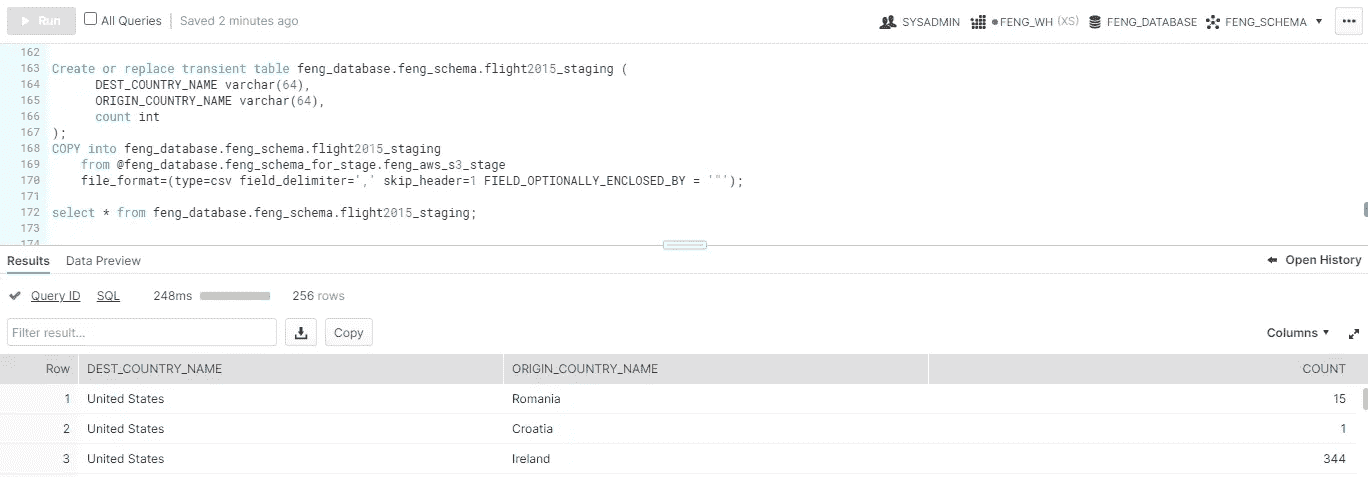 Run All Queries Saved 2 minutes ago SYSADMIN FENG_WH (XS) FENG_DATABASE FENG_SCHEMA
162
163 Create or replace transient table feng_database.feng_schema.flight2015_staging (
164 DEST_COUNTRY_NAME varchar(64),
165 ORIGIN_COUNTRY_NAME varchar(64),
166 count int
167 );
168 COPY into feng_database.feng_schema.flight2015_staging
169 from @feng_database.feng_schema_for_stage.feng_aws_s3_stage
170 file_format=(type=csv field_delimiter=',' skip_header=1 FIELD_OPTIONALLY_ENCLOSED_BY = '"');
171
172 select * from feng_database.feng_schema.flight2015_staging;
173
174
Results Data Preview Open History
Query ID SQL 248ms 256 rows
Filter result... Copy Columns
Row DEST_COUNTRY_NAME ORIGIN_COUNTRY_NAME COUNT
1 United States Romania 15
2 United States Croatia 1
3 United States Ireland 344